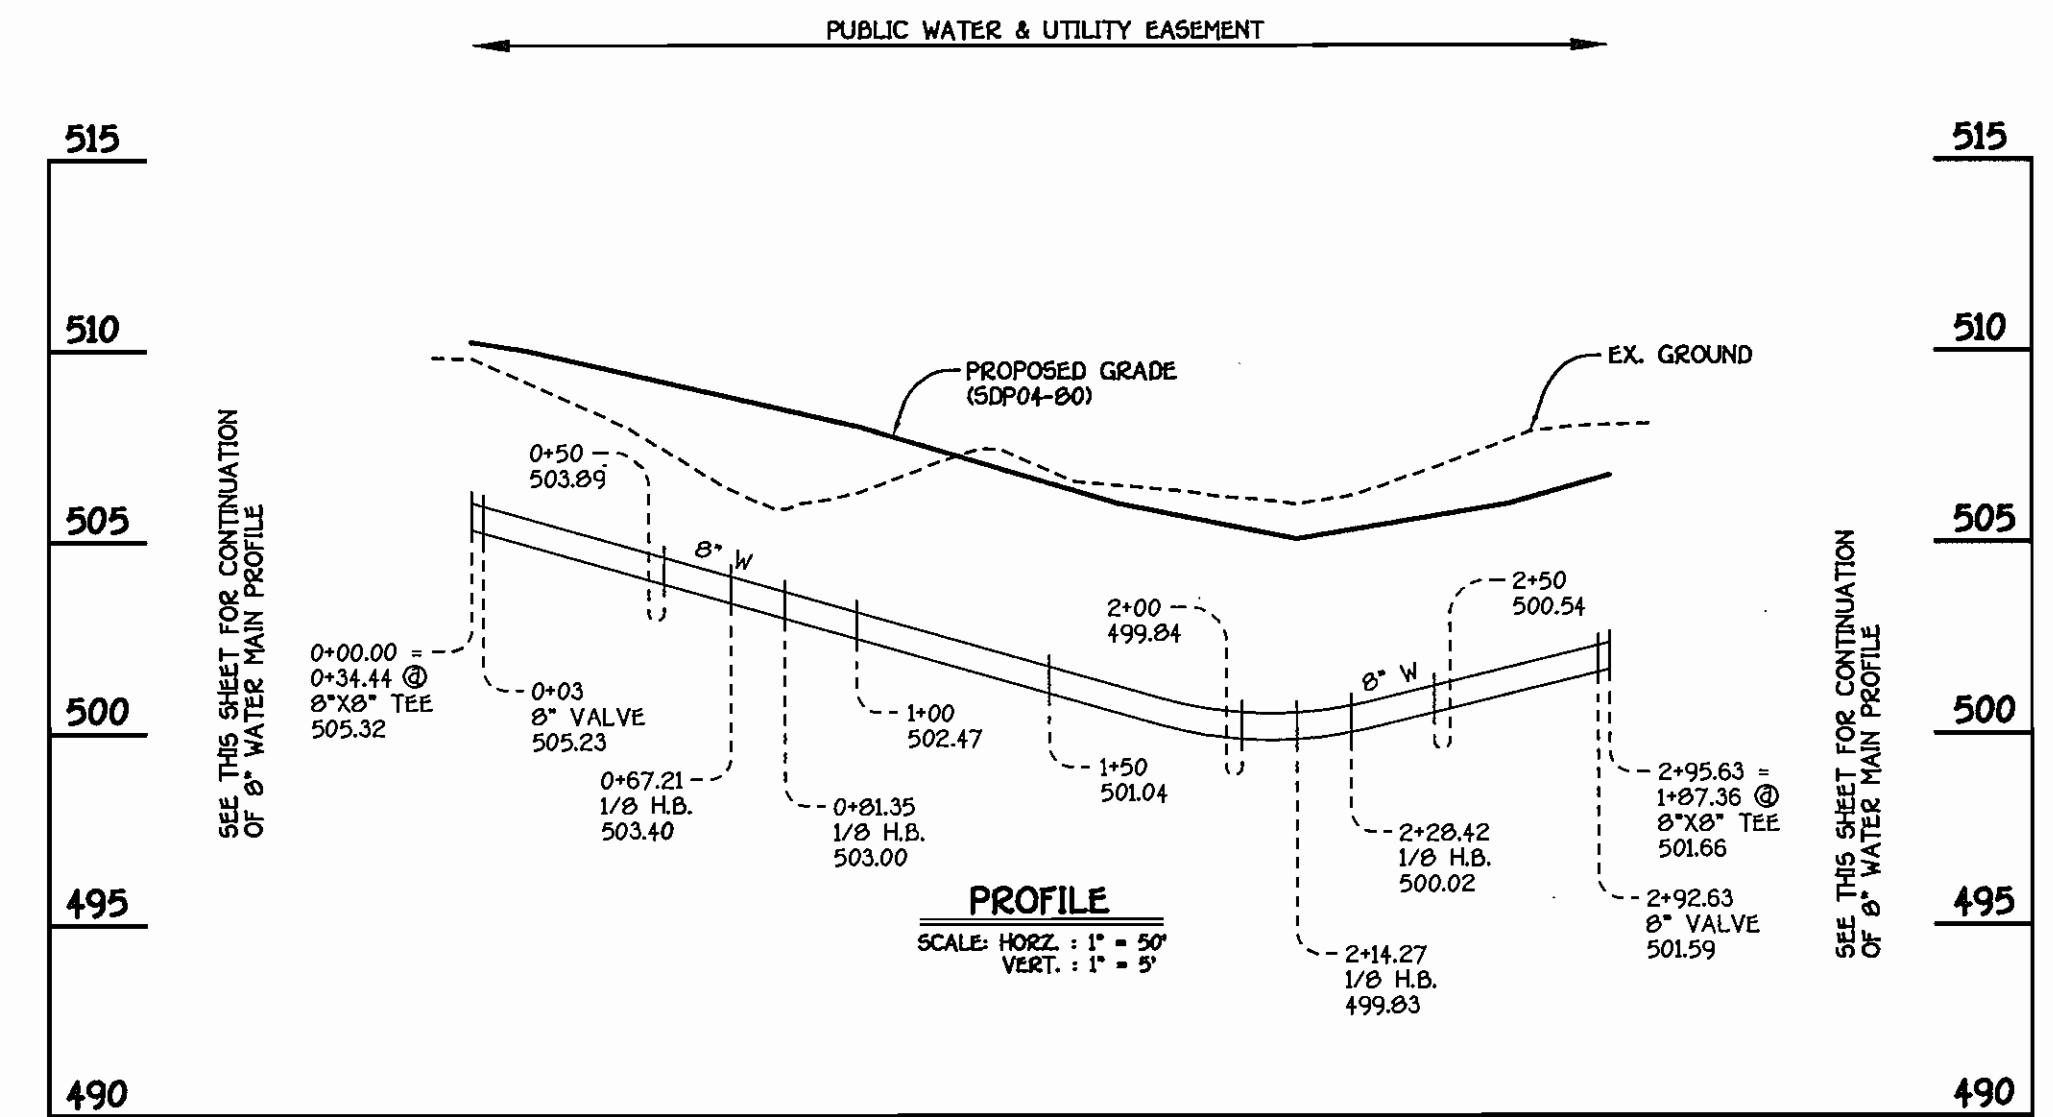 PUBLIC WATER & UTILITY EASEMENT
515
515
510
510
PROPOSED GRADE
(SDP04-80)
EX. GROUND
SEE THIS SHEET FOR CONTINUATION
OF 8" WATER MAIN PROFILE
0+50
503.89
505
505
8" W
2+00
499.84
2+50
500.54
8" W
SEE THIS SHEET FOR CONTINUATION
OF 8" WATER MAIN PROFILE
0+00.00 =
0+34.44 @
8"X8" TEE
505.32
0+03
8" VALVE
505.23
500
500
1+00
502.47
1+50
501.04
0+67.21
1/8 H.B.
503.40
0+81.35
1/8 H.B.
503.00
2+28.42
1/8 H.B.
500.02
2+95.63 =
1+87.36 @
8"X8" TEE
501.66
495
495
PROFILE
SCALE: HORZ. : 1" = 50'
VERT. : 1" = 5'
2+14.27
1/8 H.B.
499.83
2+92.63
8" VALVE
501.59
490
490